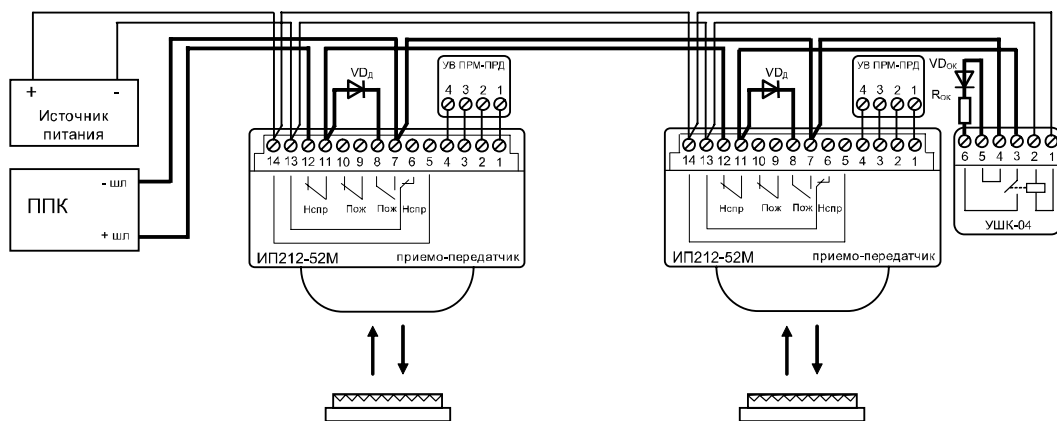 + -
Источник
питания
ППК
- ШЛ
+ ШЛ
VDД
УВ ПРМ-ПРД
4 3 2 1
14 13 12 11 10 9 8 7 6 5 4 3 2 1
Нспр Пож Пож Нспр
ИП212-52М приемо-передатчик
VDД
УВ ПРМ-ПРД
4 3 2 1
14 13 12 11 10 9 8 7 6 5 4 3 2 1
Нспр Пож Пож Нспр
ИП212-52М приемо-передатчик
VDОК
RОК
6 5 4 3 2 1
УШК-04